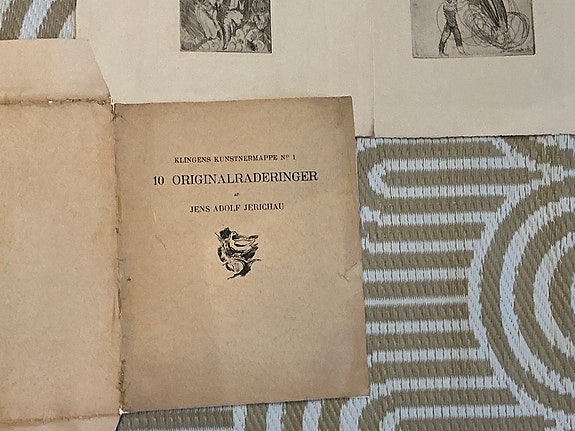 KLINGENS KUNSTNERMAPPE Nº 1
10 ORIGINALRADERINGER
AF
JENS ADOLF JERICHAU